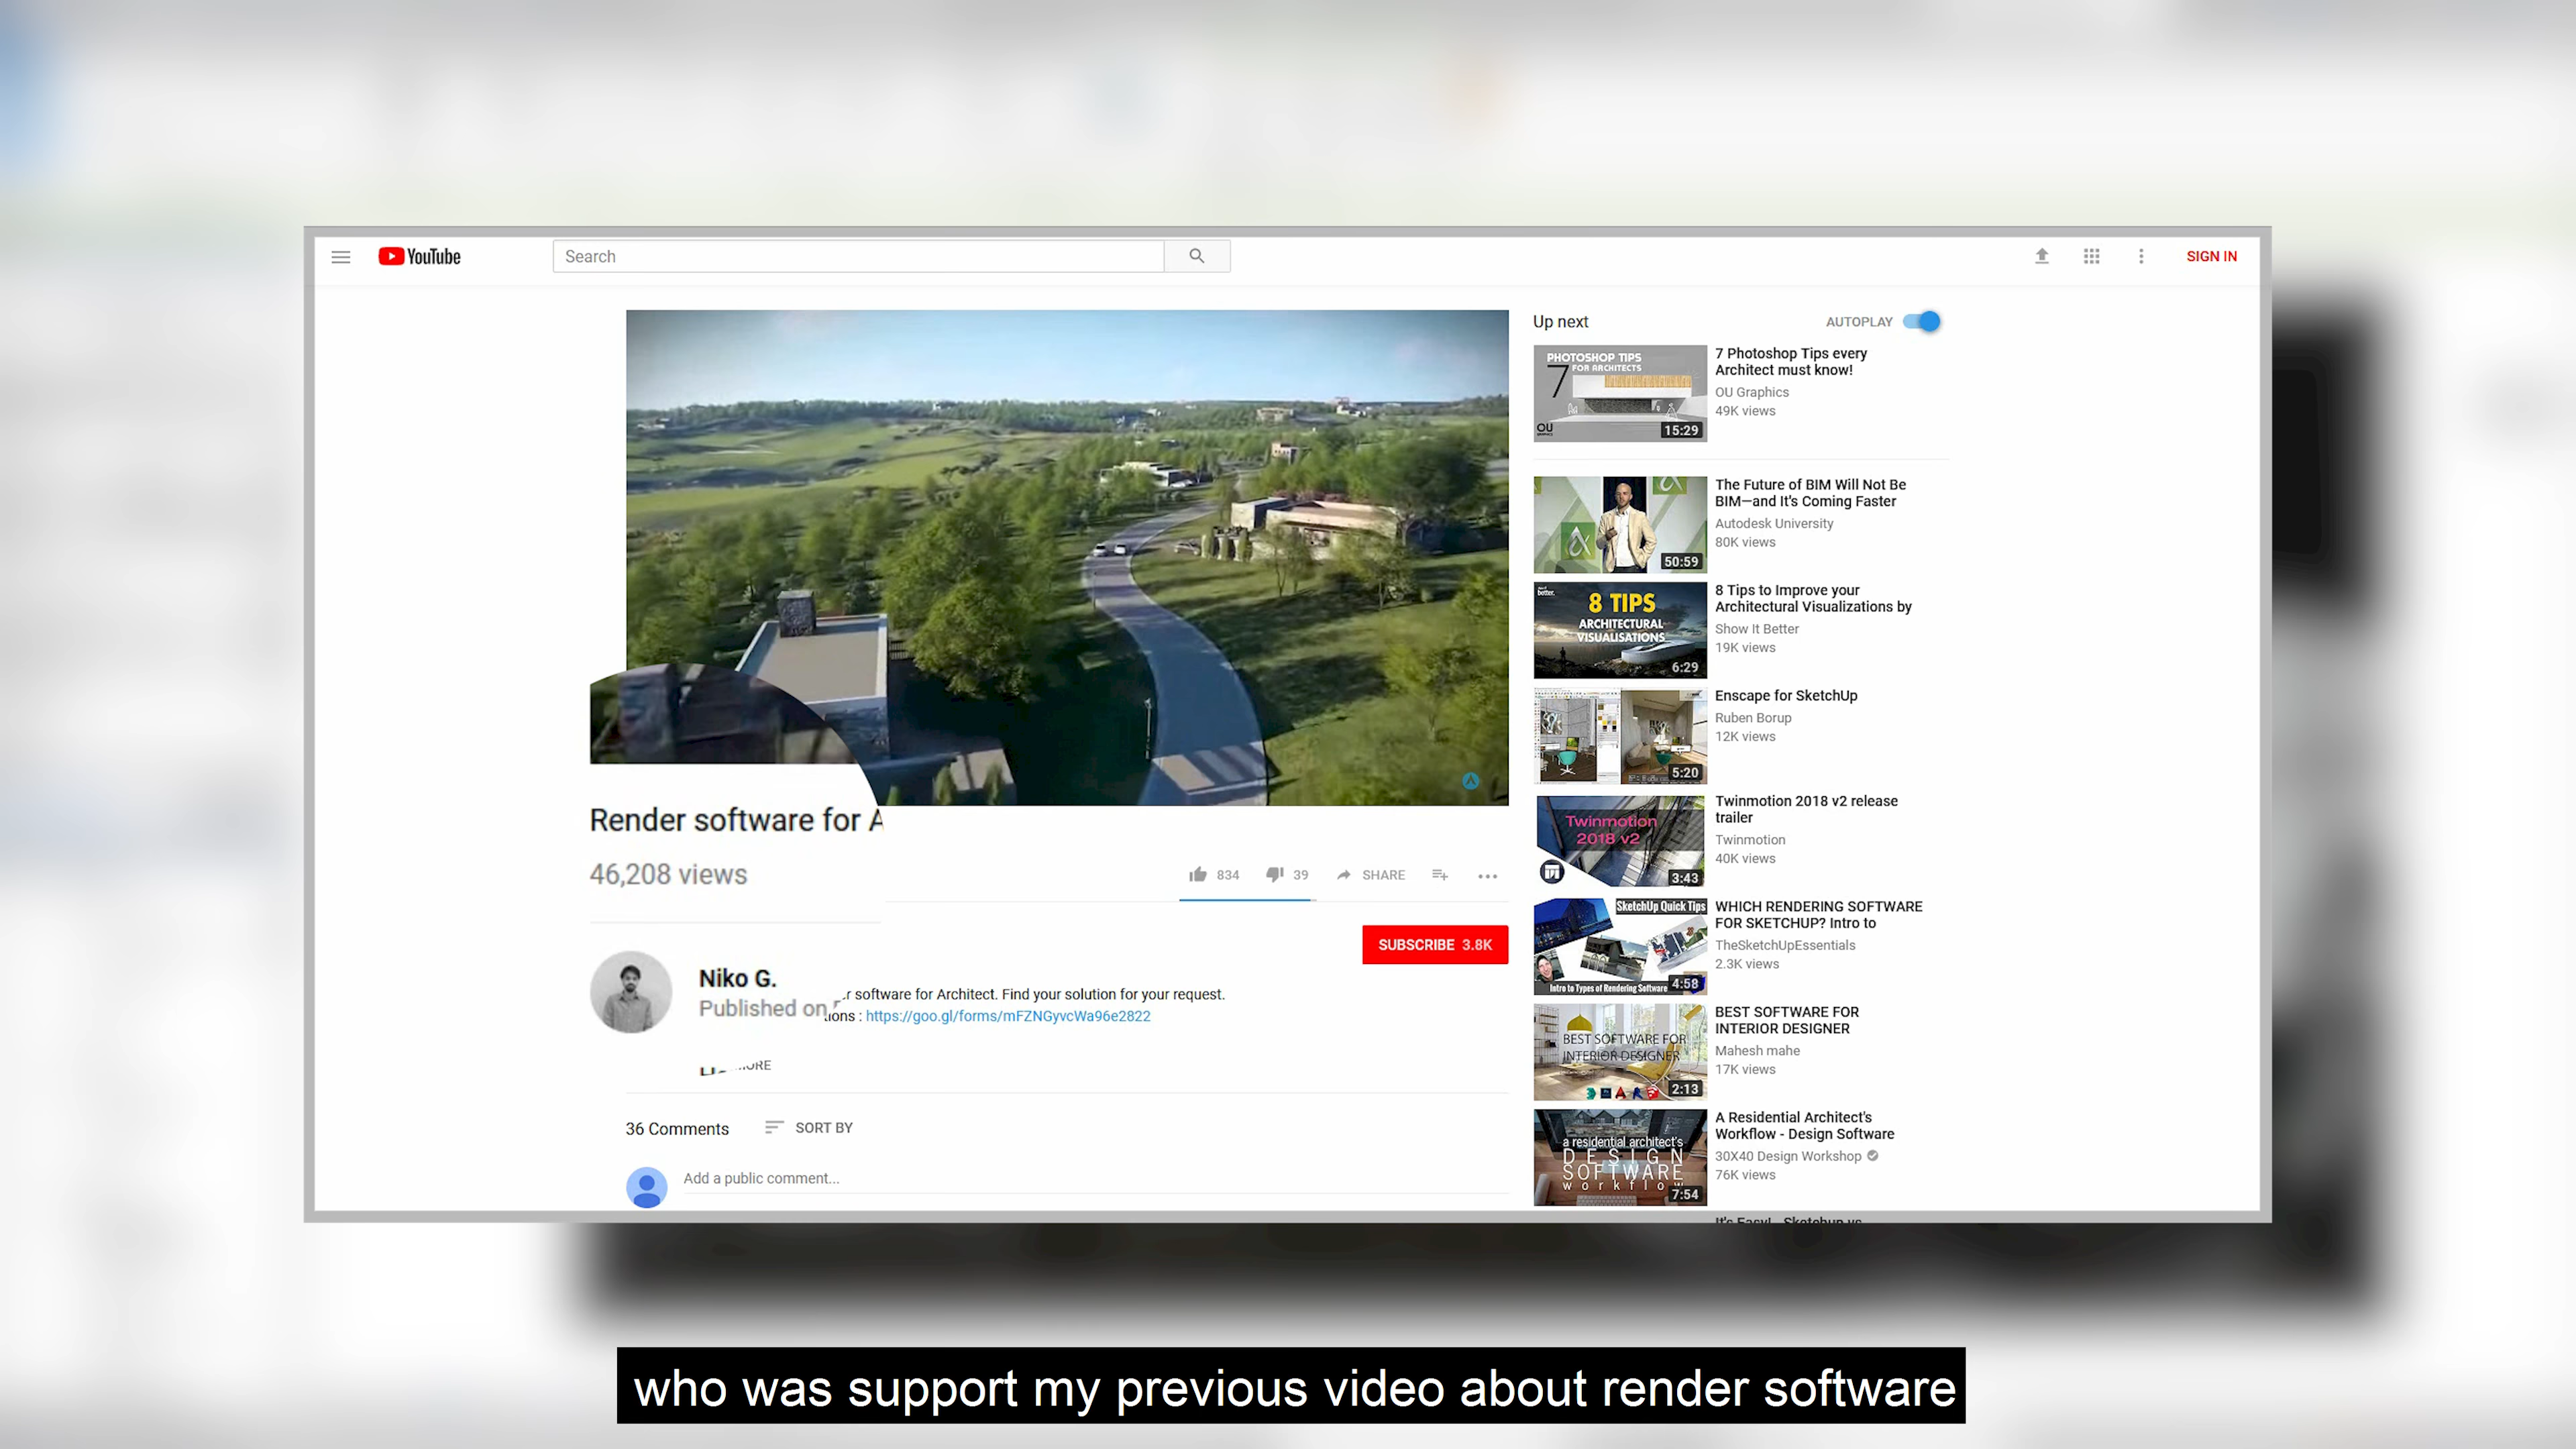 YouTube
Search
SIGN IN
Up next
AUTOPLAY
PHOTOSHOP TIPS
7 FOR ARCHITECTS
OU
15:29
7 Photoshop Tips every
Architect must know!
OU Graphics
49K views
50:59
The Future of BIM Will Not Be
BIM—and It's Coming Faster
Autodesk University
80K views
better.
8 TIPS
ARCHITECTURAL
VISUALISATIONS
6:29
8 Tips to Improve your
Architectural Visualizations by
Show It Better
19K views
5:20
Enscape for SketchUp
Ruben Borup
12K views
Twinmotion
2018 v2
3:43
Twinmotion 2018 v2 release
trailer
Twinmotion
40K views
SketchUp Quick Tips
Intro to Types of Rendering Software
4:58
WHICH RENDERING SOFTWARE
FOR SKETCHUP? Intro to
TheSketchUpEssentials
2.3K views
BEST SOFTWARE FOR
INTERIOR DESIGNER
2:13
BEST SOFTWARE FOR
INTERIOR DESIGNER
Mahesh mahe
17K views
a residential architect's
DESIGN
SOFTWARE
workflow
7:54
A Residential Architect's
Workflow - Design Software
30X40 Design Workshop
76K views
It's Easy! - Sketchup vs
Render software for A
46,208 views
834
39
SHARE
SUBSCRIBE 3.8K
Niko G.
Published on
r software for Architect. Find your solution for your request.
tions : https://goo.gl/forms/mFZNGyvcWa96e2822
ORE
36 Comments
SORT BY
Add a public comment...
who was support my previous video about render software